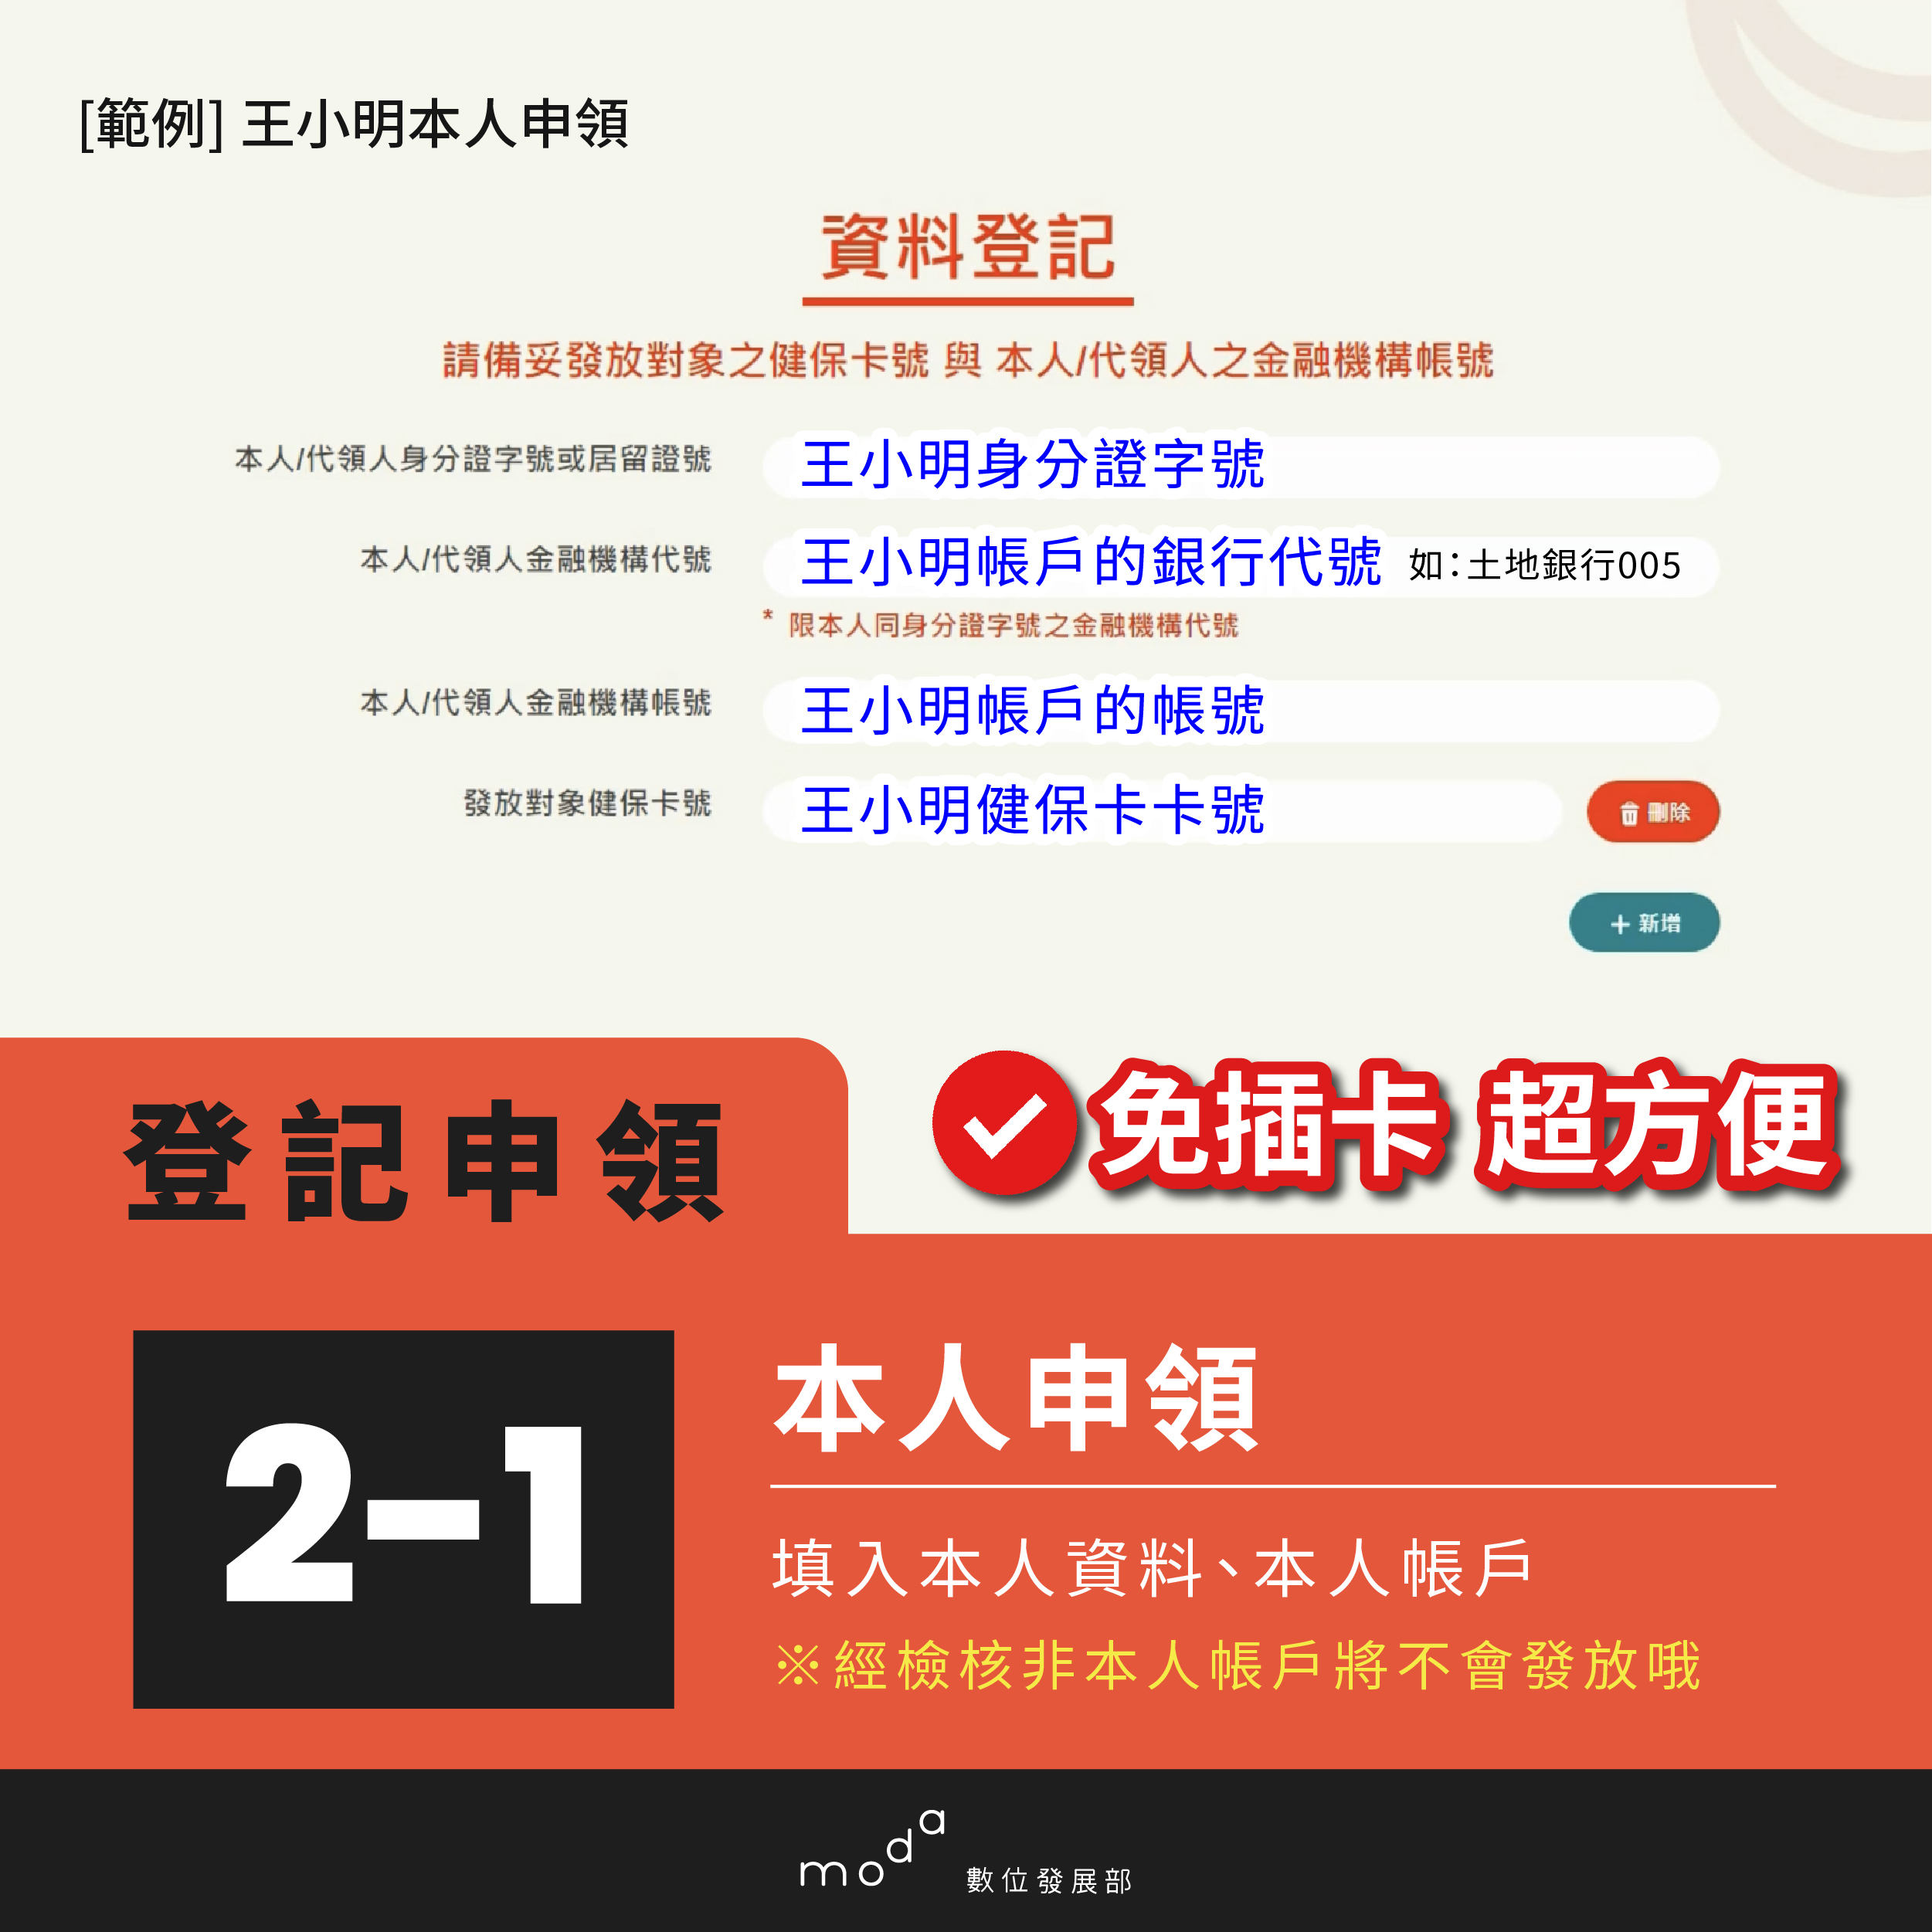 [範例] 王小明本人申領
資料登記
請備妥發放對象之健保卡號 與 本人/代領人之金融機構帳號
本人/代領人身分證字號或居留證號 王小明身分證字號
本人/代領人金融機構代號 王小明帳戶的銀行代號 如：土地銀行005
* 限本人同身分證字號之金融機構代號
本人/代領人金融機構帳號 王小明帳戶的帳號
發放對象健保卡號 王小明健保卡卡號 刪除
+ 新增
登記申領
免插卡 超方便
2-1
本人申領
填入本人資料、本人帳戶
※經檢核非本人帳戶將不會發放哦
moda 數位發展部